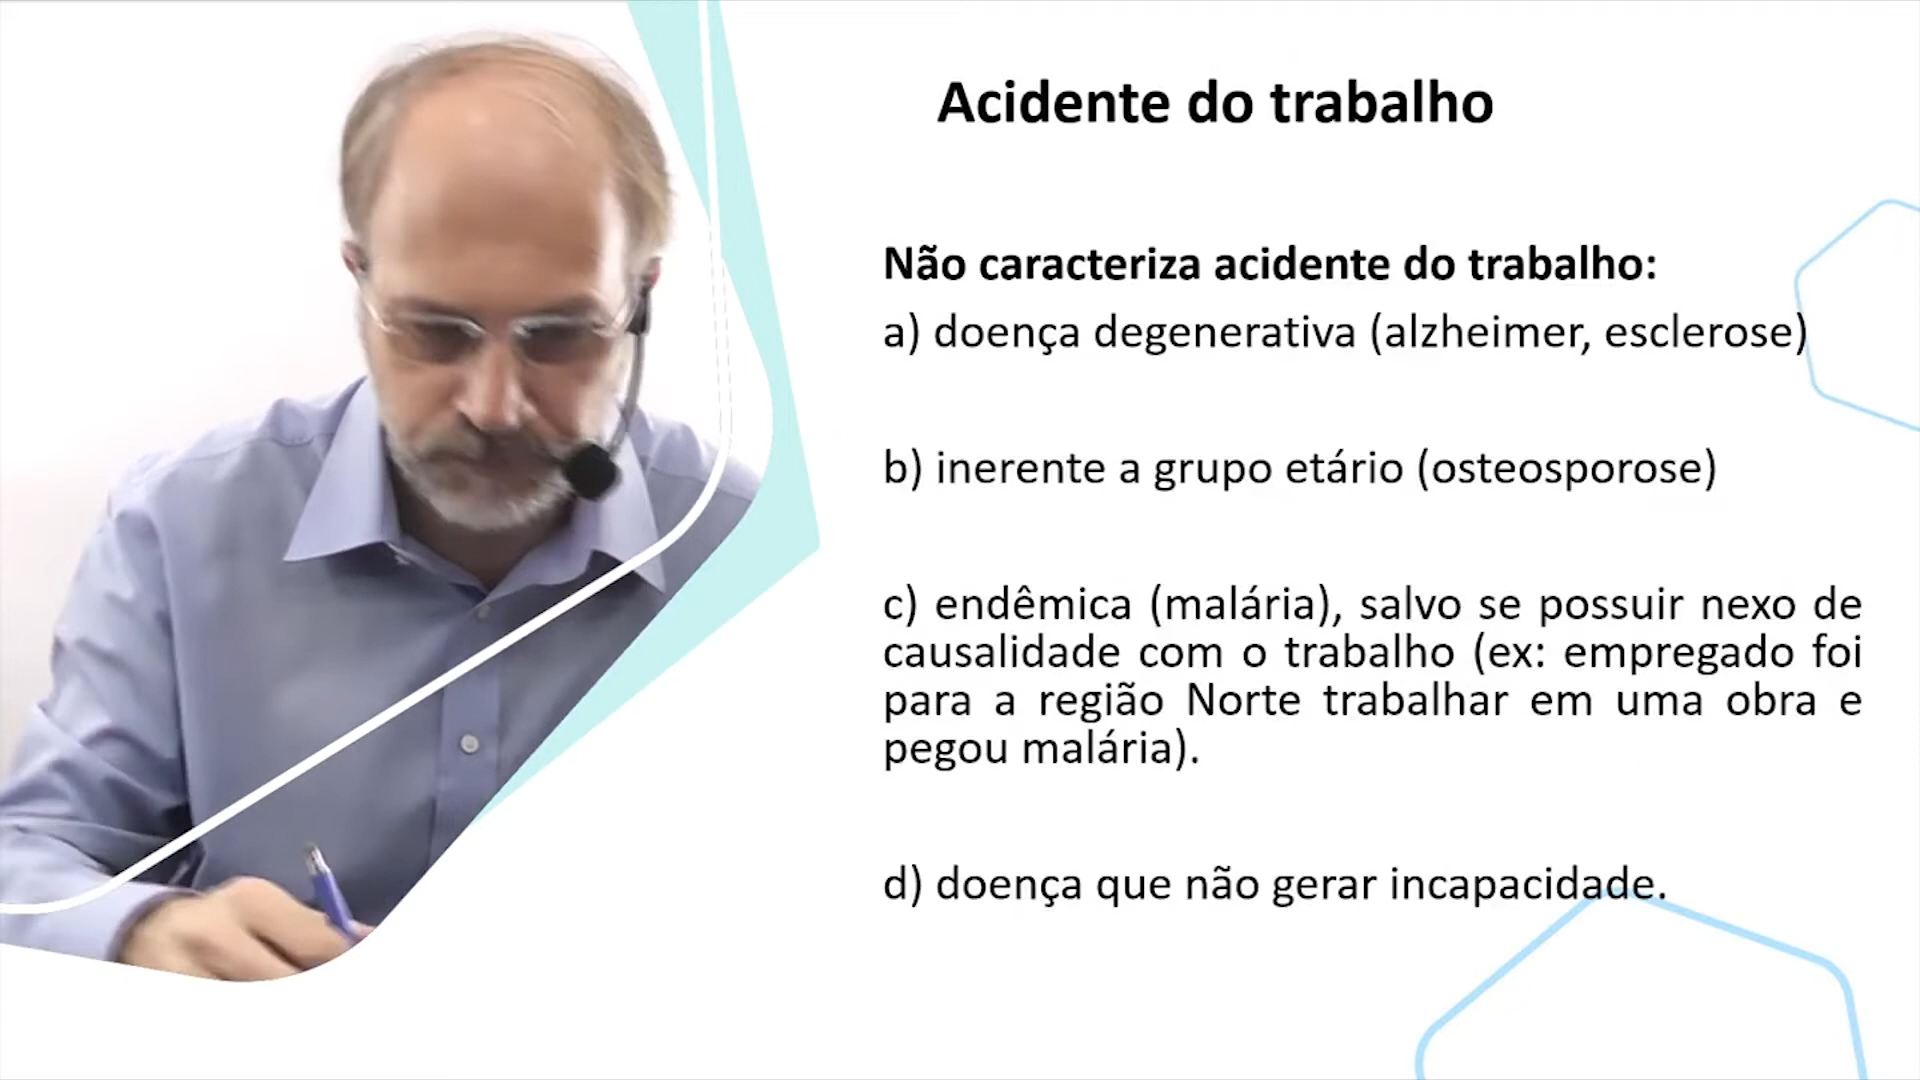 Acidente do trabalho
Não caracteriza acidente do trabalho:
a) doença degenerativa (alzheimer, esclerose)
b) inerente a grupo etário (osteosporose)
c) endêmica (malária), salvo se possuir nexo de
causalidade com o trabalho (ex: empregado foi
para a região Norte trabalhar em uma obra e
pegou malária).
d) doença que não gerar incapacidade.